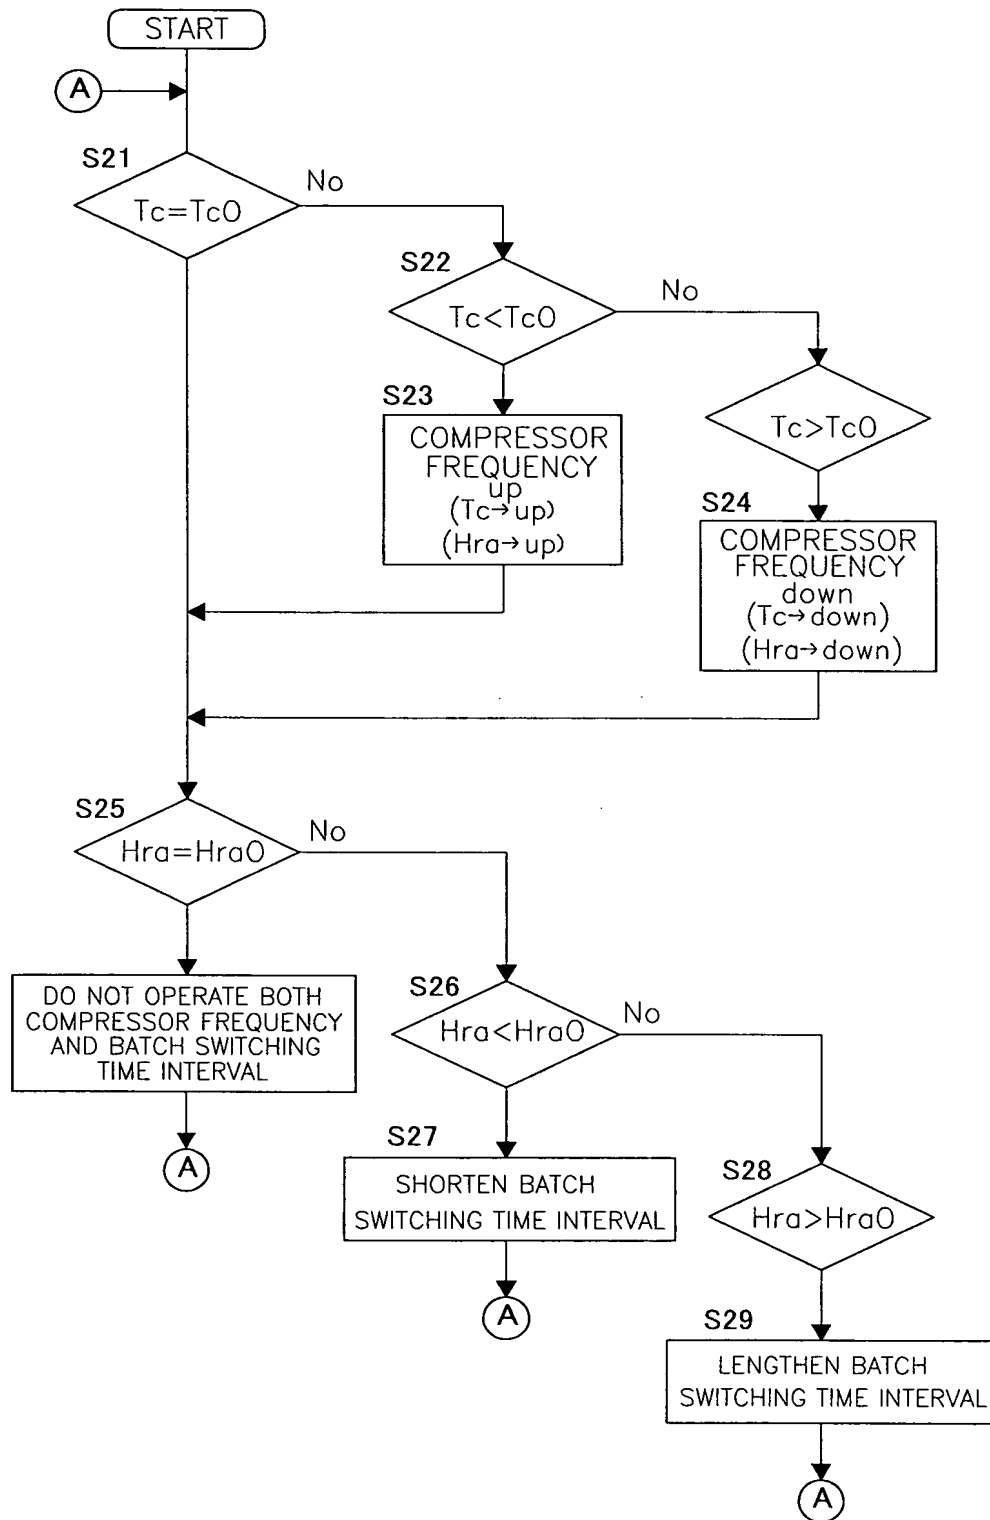 START
A
S21
No
Tc=Tc0
S22
No
Tc<Tc0
S23
COMPRESSOR
FREQUENCY
up
(Tc→up)
(Hra→up)
Tc>Tc0
S24
COMPRESSOR
FREQUENCY
down
(Tc→down)
(Hra→down)
S25
No
Hra=Hra0
DO NOT OPERATE BOTH
COMPRESSOR FREQUENCY
AND BATCH SWITCHING
TIME INTERVAL
A
S26
No
Hra<Hra0
S27
SHORTEN BATCH
SWITCHING TIME INTERVAL
A
S28
Hra>Hra0
S29
LENGTHEN BATCH
SWITCHING TIME INTERVAL
A